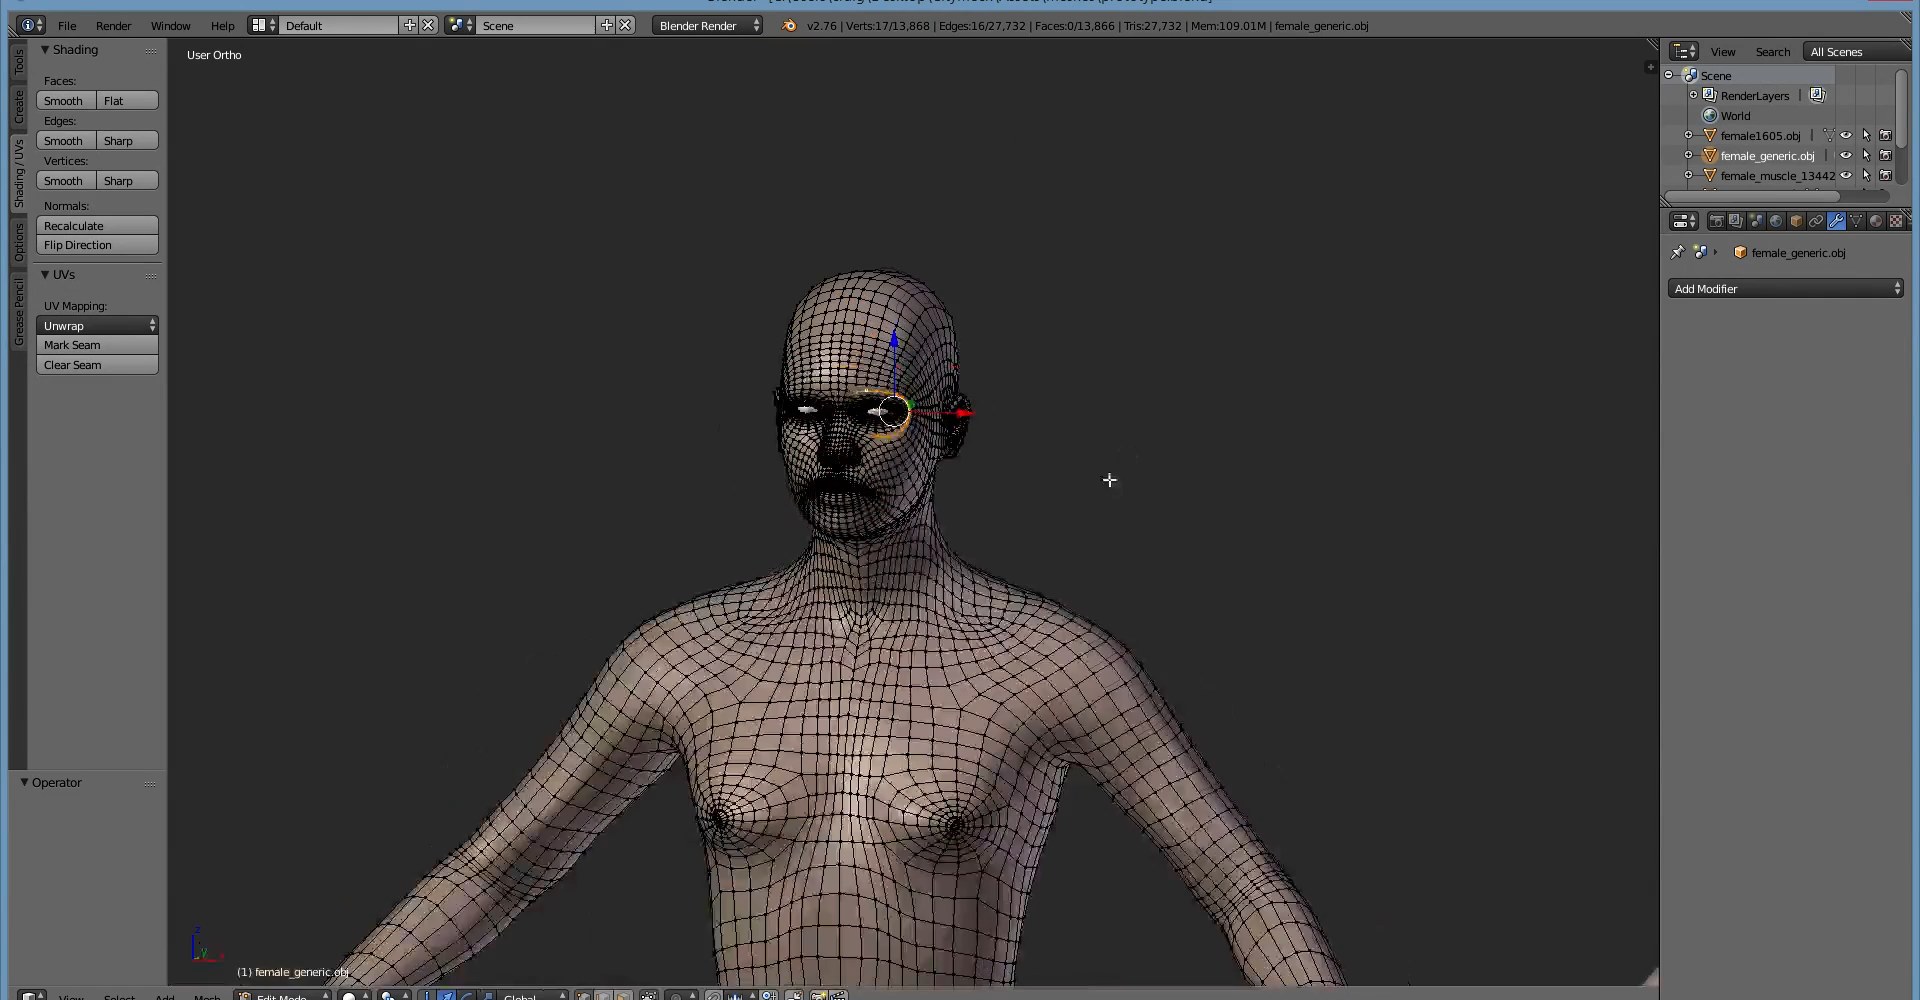 File Render Window Help Default Scene Blender Render v2.76 | Verts:17/13,868 | Edges:16/27,732 | Faces:0/13,866 | Tris:27,732 | Mem:109.01M | female_generic.obj
Tools
Create
Shading / UVs
Options
Grease Pencil
Shading
Faces:
Smooth Flat
Edges:
Smooth Sharp
Vertices:
Smooth Sharp
Normals:
Recalculate
Flip Direction
UVs
UV Mapping:
Unwrap
Mark Seam
Clear Seam
Operator
User Ortho
z
y
x
(1) female_generic.obj
View Select Add Mesh Edit Mode Global
View Search All Scenes
Scene
RenderLayers |
World
female1605.obj |
female_generic.obj |
female_muscle_13442
female_generic.obj
Add Modifier